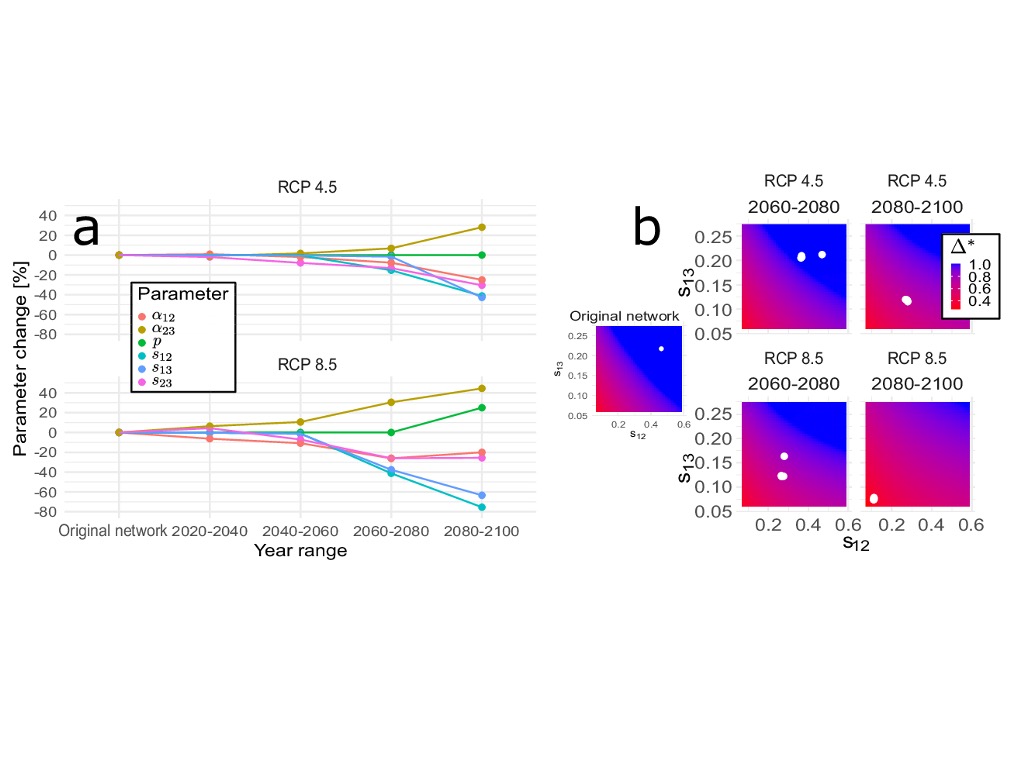 RCP 4.5
a
40
20
0
-20
-40
-60
-80
Parameter change [%]
Parameter
α12
α23
p
s12
s13
s23
RCP 8.5
40
20
0
-20
-40
-60
-80
Original network 2020-2040 2040-2060 2060-2080 2080-2100
Year range
b
RCP 4.5 RCP 4.5
2060-2080 2080-2100
0.25
0.20
0.15
0.10
0.05
s13
Δ*
1.0
0.8
0.6
0.4
Original network
0.25
0.20
0.15
0.10
0.05
s13
0.2 0.4 0.6
s12
RCP 8.5 RCP 8.5
2060-2080 2080-2100
0.25
0.20
0.15
0.10
0.05
s13
0.2 0.4 0.6 0.2 0.4 0.6
s12